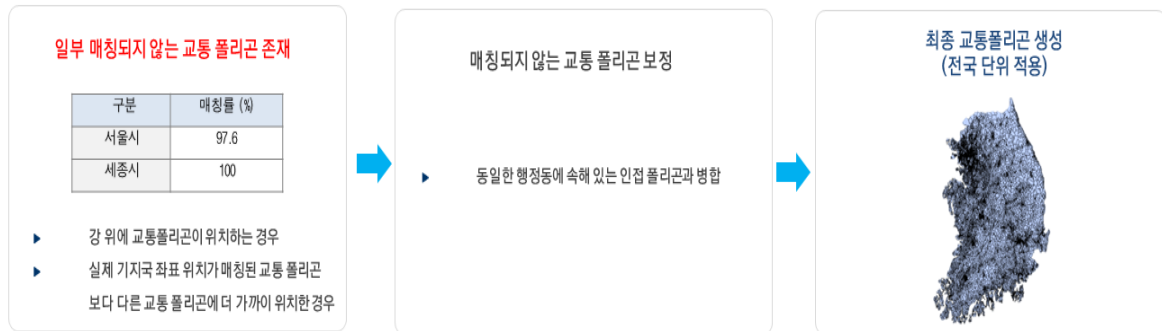 일부 매칭되지 않는 교통 폴리곤 존재
구분 매칭률 (%)
서울시 97.6
세종시 100
강 위에 교통폴리곤이 위치하는 경우
실제 기지국 좌표 위치가 매칭된 교통 폴리곤
보다 다른 교통 폴리곤에 더 가까이 위치한 경우
매칭되지 않는 교통 폴리곤 보정
동일한 행정동에 속해 있는 인접 폴리곤과 병합
최종 교통폴리곤 생성
(전국 단위 적용)